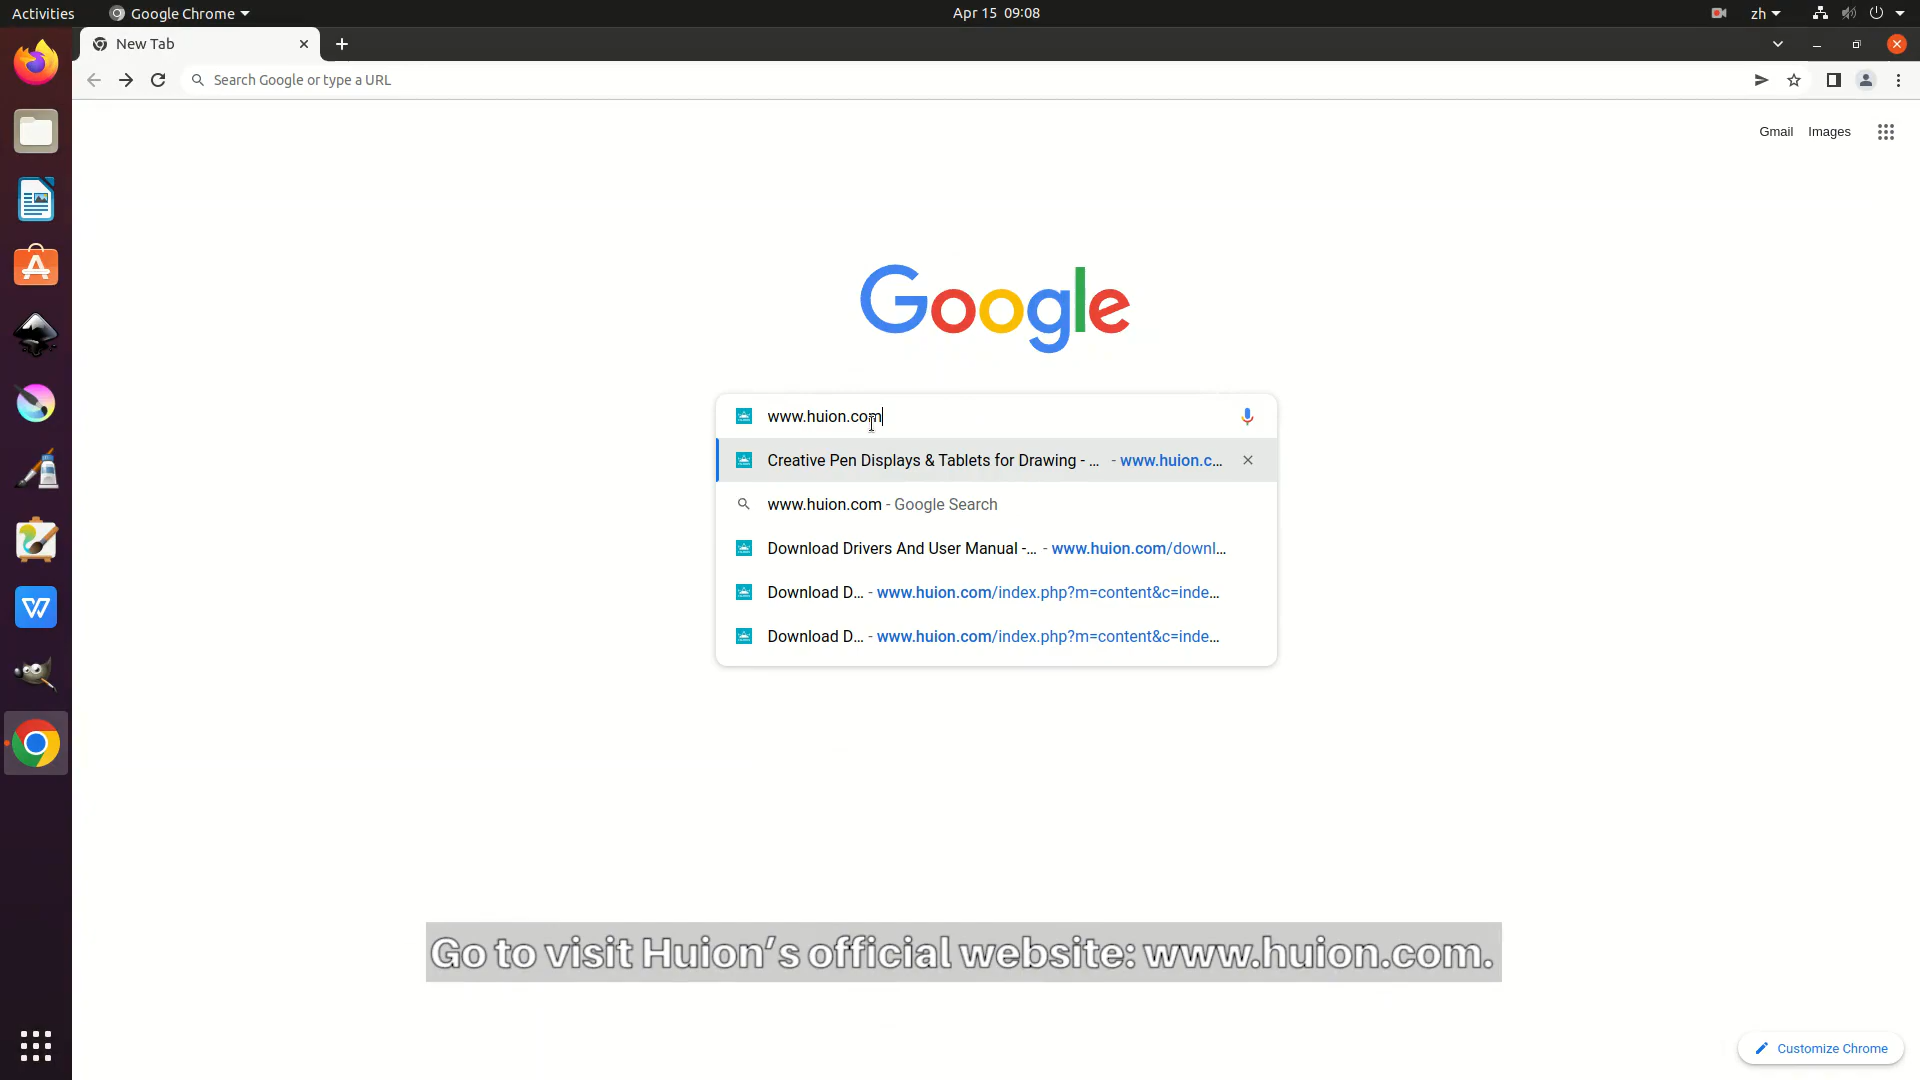 Activities
Google Chrome
Apr 15 09:08
zh
New Tab
Search Google or type a URL
Gmail
Images
Google
www.huion.com
Creative Pen Displays & Tablets for Drawing - ... - www.huion.c...
www.huion.com - Google Search
Download Drivers And User Manual -... - www.huion.com/downl...
Download D... - www.huion.com/index.php?m=content&c=inde...
Download D... - www.huion.com/index.php?m=content&c=inde...
Go to visit Huion’s official website: www.huion.com.
Customize Chrome